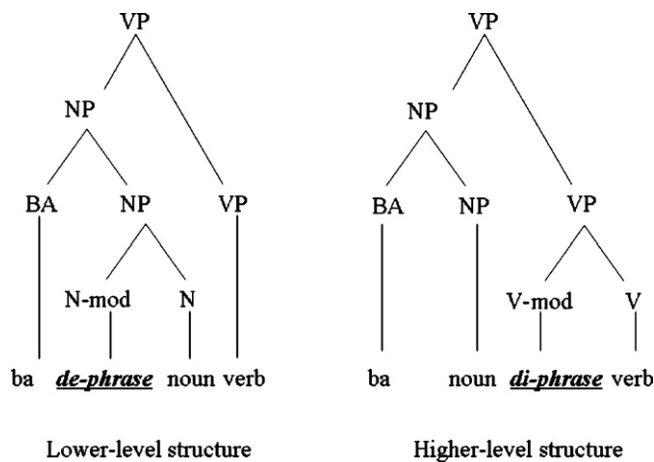 VP VP
NP NP
BA NP VP BA NP VP
N-mod N V-mod V
ba de-phrase noun verb ba noun di-phrase verb
Lower-level structure Higher-level structure